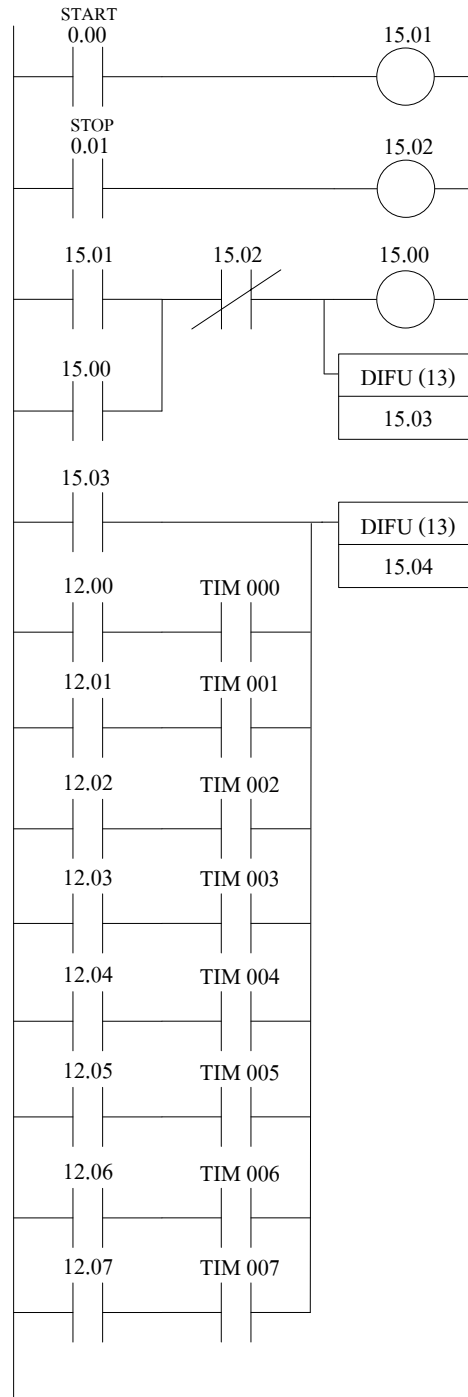 START
0.00 15.01
STOP
0.01 15.02
15.01 15.02 15.00
15.00 DIFU (13)
15.03
15.03 DIFU (13)
15.04
12.00 TIM 000
12.01 TIM 001
12.02 TIM 002
12.03 TIM 003
12.04 TIM 004
12.05 TIM 005
12.06 TIM 006
12.07 TIM 007